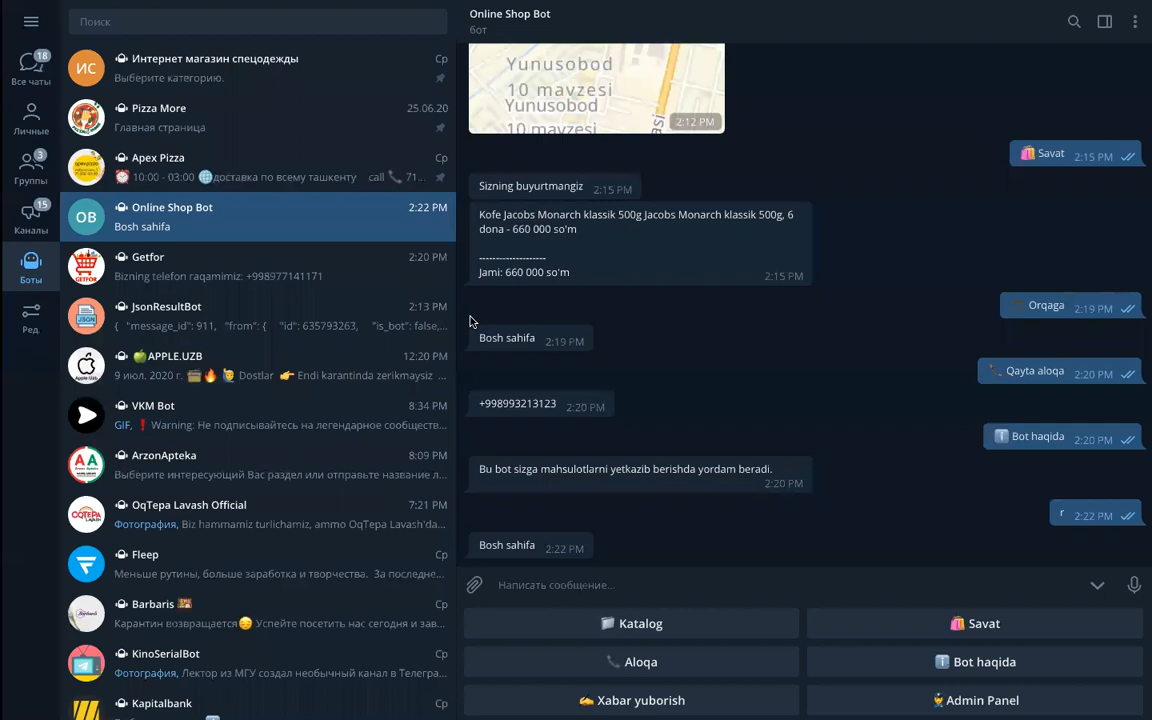 Поиск
18
Все чаты
Личные
3
Группы
15
Каналы
Боты
Ред.
ИС
Интернет магазин спецодежды
Ср
Выберите категорию.
Pizza More
25.06.20
Главная страница
Apex Pizza
Ср
10:00 - 03:00 доставка по всему ташкенту call 71...
OB
Online Shop Bot
2:22 PM
Bosh sahifa
GETFOR
Getfor
2:20 PM
Bizning telefon raqamimiz: +998977141171
JSON
JsonResultBot
2:13 PM
{ "message_id": 911, "from": { "id": 635793263, "is_bot": false,...
Apple Uzb
APPLE.UZB
12:20 PM
9 июл. 2020 г. Dostlar Endi karantinda zerikmaysiz ...
VKM Bot
8:34 PM
GIF, Warning: Не подписывайтесь на легендарное сообществ...
AA
ArzonApteka
8:09 PM
Выберите интересующий Вас раздел или отправьте название л...
OQTEPA
OqTepa Lavash Official
7:21 PM
Фотография, Biz hammamiz turlichamiz, ammo OqTepa Lavash'da...
Fleep
Ср
Меньше рутины, больше заработка и творчества. За последне...
Barbaris
Ср
Карантин возвращается Успейте посетить нас сегодня и зав...
KinoSerialBot
Ср
Фотография, Лектор из МГУ создал необычный канал в Телегра...
Kapitalbank
Ср
Online Shop Bot
бот
Yunusobod
10 mavzesi
Yunusobod
10 mavzesi
2:12 PM
Savat 2:15 PM
Sizning buyurtmangiz 2:15 PM
Kofe Jacobs Monarch klassik 500g Jacobs Monarch klassik 500g, 6
dona - 660 000 so'm
-------------------
Jami: 660 000 so'm 2:15 PM
Orqaga 2:19 PM
Bosh sahifa 2:19 PM
Qayta aloqa 2:20 PM
+998993213123 2:20 PM
Bot haqida 2:20 PM
Bu bot sizga mahsulotlarni yetkazib berishda yordam beradi.
2:20 PM
r 2:22 PM
Bosh sahifa 2:22 PM
Написать сообщение...
Katalog
Savat
Aloqa
Bot haqida
Xabar yuborish
Admin Panel